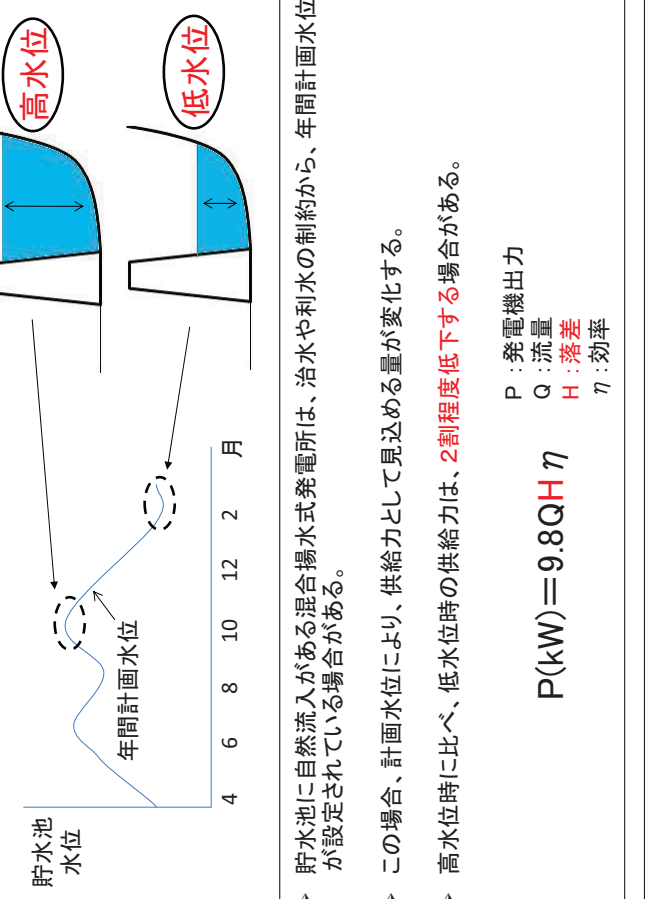 貯水池
水位
高水位
低水位
年間計画水位
4 6 8 10 12 2 月
貯水池に自然流入がある混合揚水式発電所は、治水や利水の制約から、年間計画水位
が設定されている場合がある。
この場合、計画水位により、供給力として見込める量が変化する。
高水位時に比べ、低水位時の供給力は、2割程度低下する場合がある。
P(kW)=9.8QHη
P:発電機出力
Q:流量
H:落差
η:効率